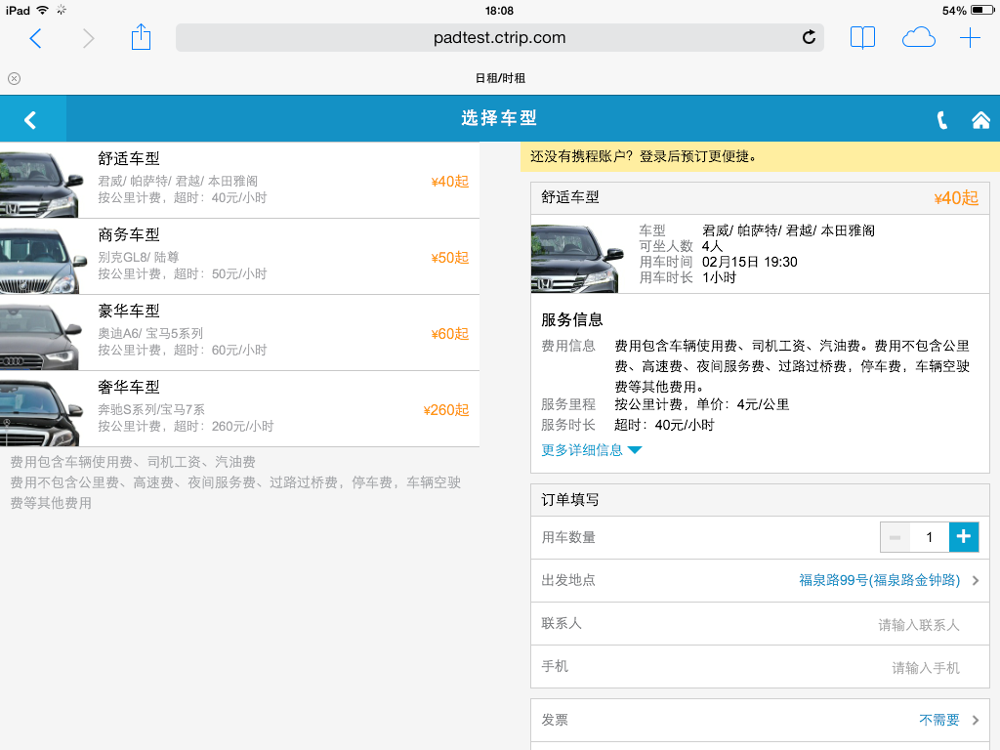 iPad
18:08
54%
padtest.ctrip.com
日租/时租
选择车型
舒适车型
君威/ 帕萨特/ 君越/ 本田雅阁
按公里计费，超时：40元/小时
¥40起
商务车型
别克GL8/ 陆尊
按公里计费，超时：50元/小时
¥50起
豪华车型
奥迪A6/ 宝马5系列
按公里计费，超时：60元/小时
¥60起
奢华车型
奔驰S系列/宝马7系
按公里计费，超时：260元/小时
¥260起
费用包含车辆使用费、司机工资、汽油费
费用不包含公里费、高速费、夜间服务费、过路过桥费，停车费，车辆空驶
费等其他费用
还没有携程账户？登录后预订更便捷。
舒适车型
¥40起
车型 君威/ 帕萨特/ 君越/ 本田雅阁
可坐人数 4人
用车时间 02月15日 19:30
用车时长 1小时
服务信息
费用信息 费用包含车辆使用费、司机工资、汽油费。费用不包含公里
费、高速费、夜间服务费、过路过桥费，停车费，车辆空驶
费等其他费用。
服务里程 按公里计费，单价：4元/公里
服务时长 超时：40元/小时
更多详细信息
订单填写
用车数量 1
出发地点 福泉路99号(福泉路金钟路)
联系人 请输入联系人
手机 请输入手机
发票 不需要